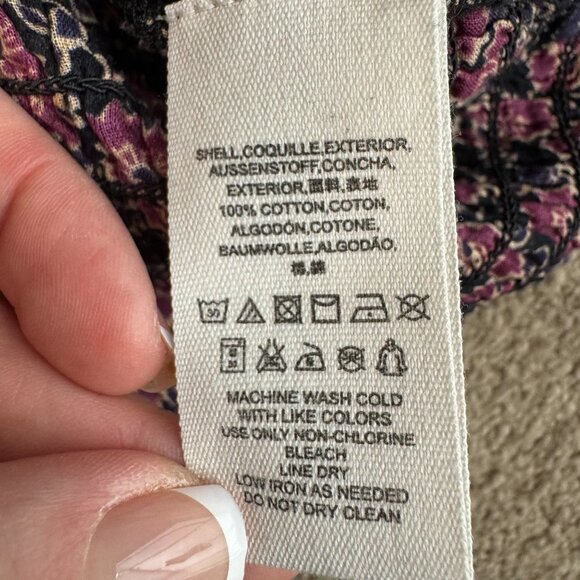 SHELL,COQUILLE,EXTERIOR,
AUSSENSTOFF,CONCHA,
EXTERIOR,面料,表地
100% COTTON,COTON,
ALGODÓN,COTONE,
BAUMWOLLE,ALGODÃO,
棉,綿
30
MACHINE WASH COLD
WITH LIKE COLORS
USE ONLY NON-CHLORINE
BLEACH
LINE DRY
LOW IRON AS NEEDED
DO NOT DRY CLEAN